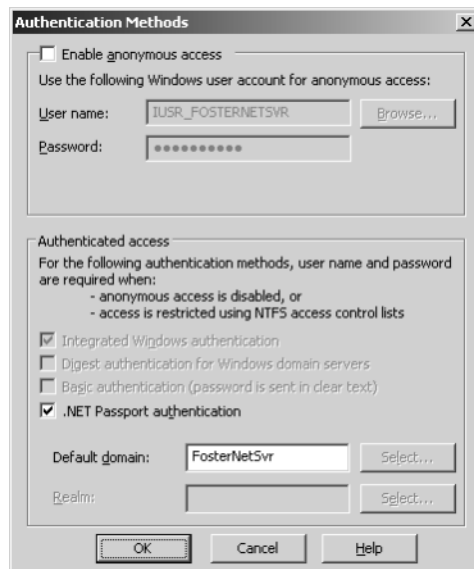 Authentication Methods
Enable anonymous access
Use the following Windows user account for anonymous access:
User name:
IUSR_FOSTERNETSVR
Browse...
Password:
●●●●●●●●●●
Authenticated access
For the following authentication methods, user name and password
are required when:
- anonymous access is disabled, or
- access is restricted using NTFS access control lists
Integrated Windows authentication
Digest authentication for Windows domain servers
Basic authentication (password is sent in clear text)
.NET Passport authentication
Default domain:
FosterNetSvr
Select...
Realm:
Select...
OK
Cancel
Help